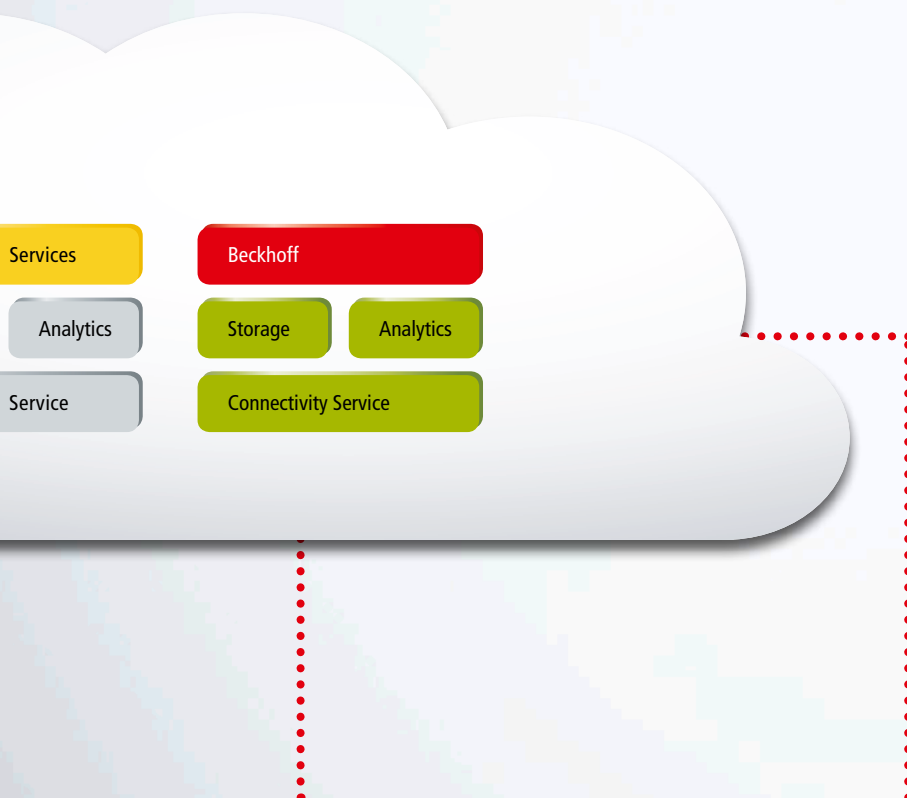 Services
Beckhoff
Analytics
Storage
Analytics
Service
Connectivity Service